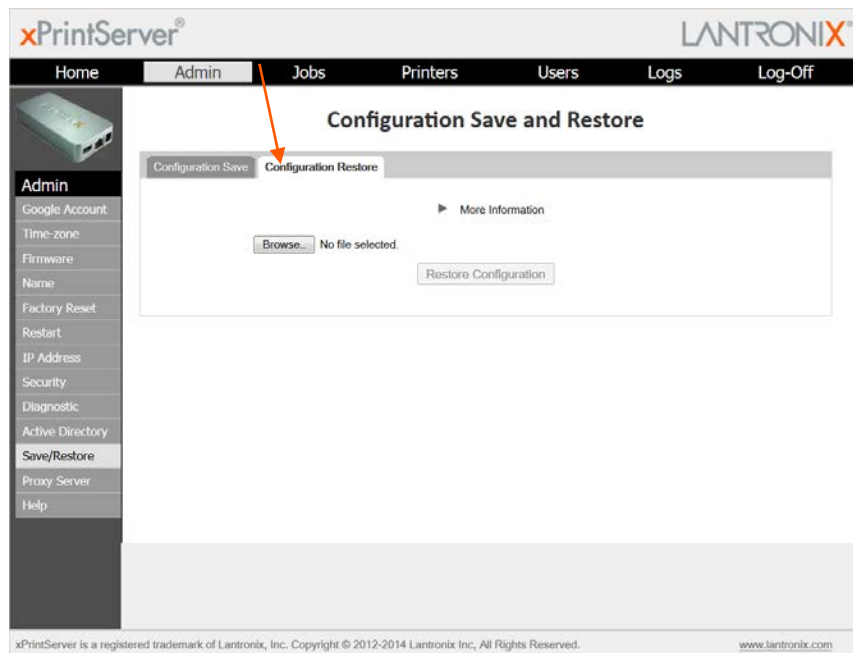 xPrintServer®
LANTRONIX®
Home Admin Jobs Printers Users Logs Log-Off
Configuration Save and Restore
Configuration Save Configuration Restore
Admin
Google Account
Time-zone
Firmware
Name
Factory Reset
Restart
IP Address
Security
Diagnostic
Active Directory
Save/Restore
Proxy Server
Help
More Information
Browse... No file selected.
Restore Configuration
xPrintServer is a registered trademark of Lantronix, Inc. Copyright © 2012-2014 Lantronix Inc, All Rights Reserved. www.lantronix.com